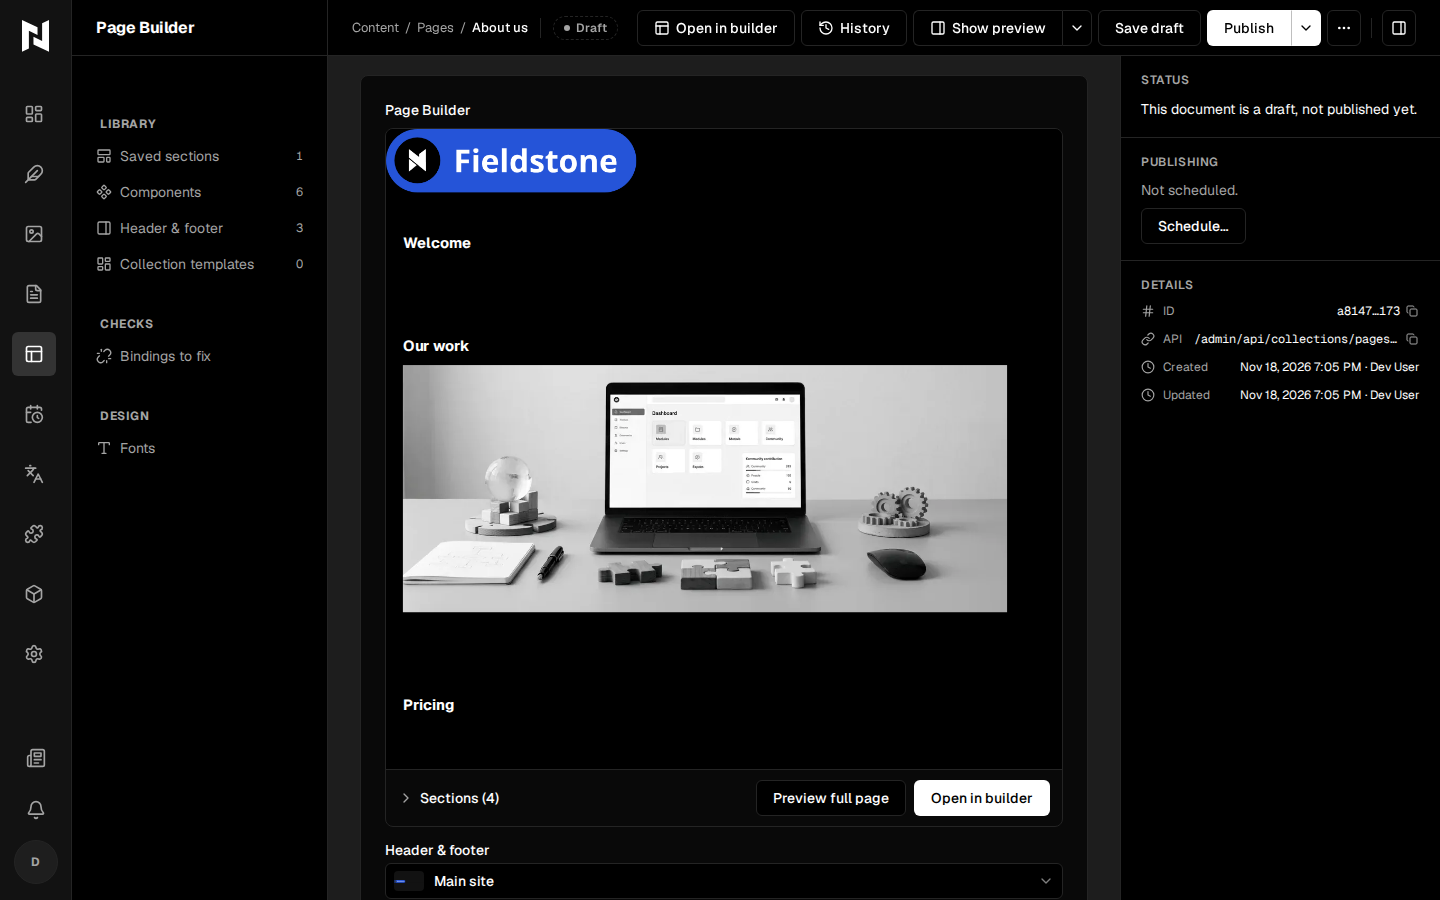 Page Builder
Content / Pages / About us
Draft
Open in builder
History
Show preview
Save draft
Publish
LIBRARY
Saved sections 1
Components 6
Header & footer 3
Collection templates 0
CHECKS
Bindings to fix
DESIGN
Fonts
D
Page Builder
Fieldstone
Welcome
Our work
Dashboard
Pricing
Sections (4)
Preview full page
Open in builder
Header & footer
Main site
STATUS
This document is a draft, not published yet.
PUBLISHING
Not scheduled.
Schedule...
DETAILS
ID a8147…173
API /admin/api/collections/pages…
Created Nov 18, 2026 7:05 PM · Dev User
Updated Nov 18, 2026 7:05 PM · Dev User